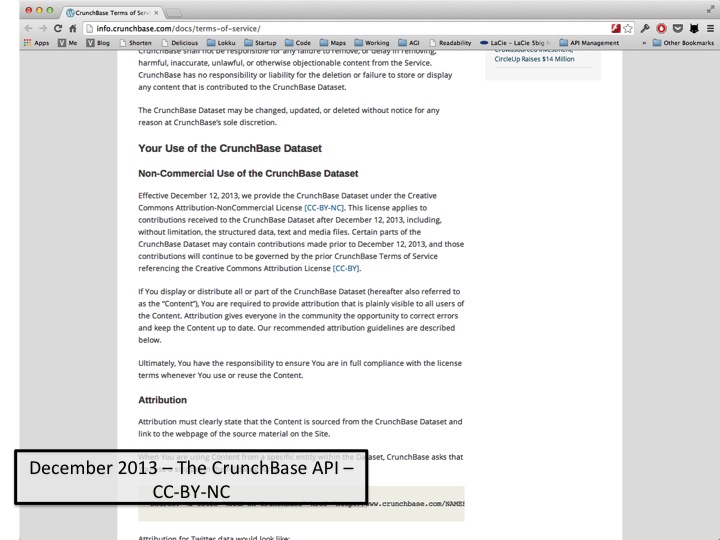 CrunchBase Terms of Serv
info.crunchbase.com/docs/terms-of-service/
Apps Me Blog Shorten Delicious Lokku Startup Code Maps Working AGI Readability LaCie – LaCie 5big API Management » Other Bookmarks
CrunchBase shall not be responsible for any failure to remove, or delay in removing,
harmful, inaccurate, unlawful, or otherwise objectionable content from the Service.
CrunchBase has no responsibility or liability for the deletion or failure to store or display
any content that is contributed to the CrunchBase Dataset.
CircleUp Raises $14 Million
The CrunchBase Dataset may be changed, updated, or deleted without notice for any
reason at CrunchBase's sole discretion.
Your Use of the CrunchBase Dataset
Non-Commercial Use of the CrunchBase Dataset
Effective December 12, 2013, we provide the CrunchBase Dataset under the Creative
Commons Attribution-NonCommercial License [CC-BY-NC]. This license applies to
contributions received to the CrunchBase Dataset after December 12, 2013, including,
without limitation, the structured data, text and media files. Certain parts of the
CrunchBase Dataset may contain contributions made prior to December 12, 2013, and those
contributions will continue to be governed by the prior CrunchBase Terms of Service
referencing the Creative Commons Attribution License [CC-BY].
If You display or distribute all or part of the CrunchBase Dataset (hereafter also referred to
as the “Content”), You are required to provide attribution that is plainly visible to all users of
the Content. Attribution gives everyone in the community the opportunity to correct errors
and keep the Content up to date. Our recommended attribution guidelines are described
below.
Ultimately, You have the responsibility to ensure You are in full compliance with the license
terms whenever You use or reuse the Content.
Attribution
Attribution must clearly state that the Content is sourced from the CrunchBase Dataset and
link to the webpage of the source material on the Site.
When You are using Content from a specific entity within the Dataset, CrunchBase asks that
December 2013 – The CrunchBase API –
CC-BY-NC
www.crunchbase.com/NAMES
Attribution for Twitter data would look like: